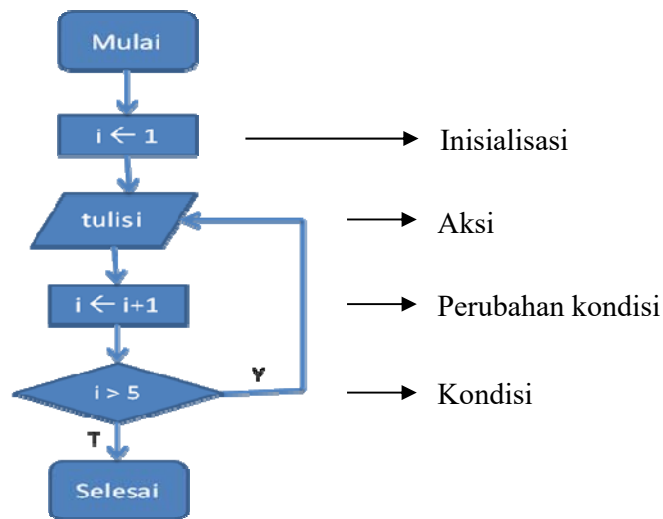 Mulai
i ← 1
Inisialisasi
tulisi
Aksi
i ← i+1
Perubahan kondisi
i > 5
Y
Kondisi
T
Selesai